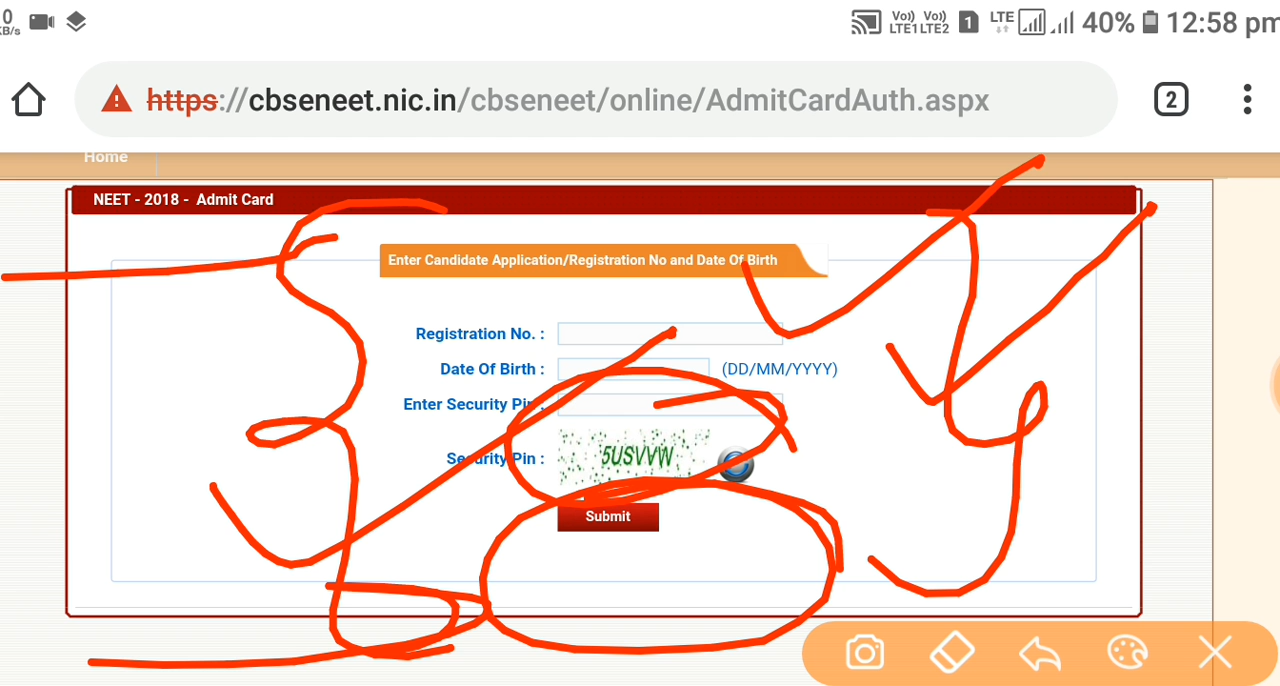 0 KB/s Vo)) LTE1 Vo)) LTE2 1 LTE 40% 12:58 pm
https://cbseneet.nic.in/cbseneet/online/AdmitCardAuth.aspx 2
Home
NEET - 2018 - Admit Card
Enter Candidate Application/Registration No and Date Of Birth
Registration No. :
Date Of Birth : (DD/MM/YYYY)
Enter Security Pin :
Security Pin : 5USVVW
Submit